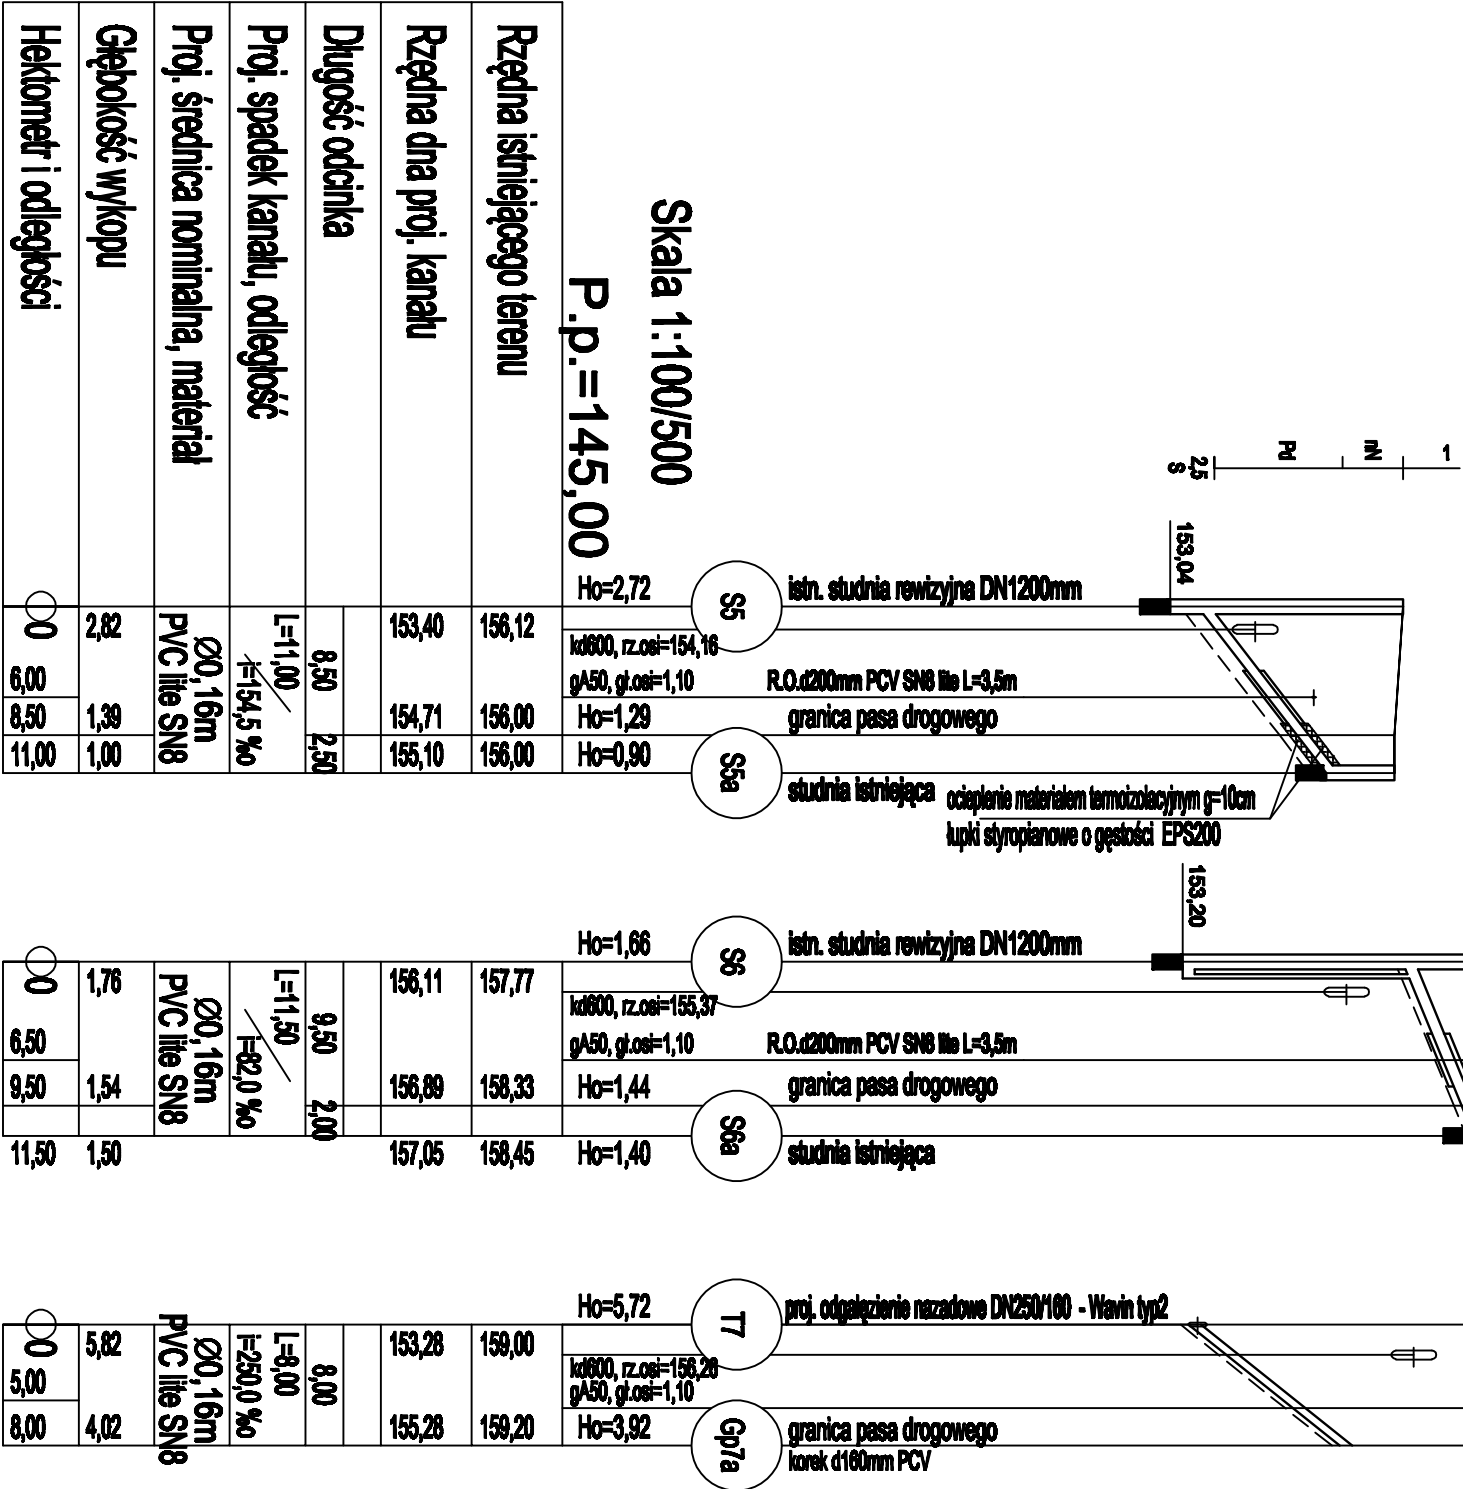 Skala 1:100/500
P.p.=145,00
Rzędna istniejącego terenu
Rzędna dna proj. kanału
Długość odcinka
Proj. spadek kanału, odległość
Proj. średnica nominalna, materiał
Głębokość wykopu
Hektometr i odległości
1
nN
Pd
2,5
S
153,04
Ho=2,72
S5
istn. studnia rewizyjna DN1200mm
kd600, rz.osi=154,16
gA50, gł.osi=1,10
R.O.d200mm PCV SN8 lite L=3,5m
Ho=1,29
granica pasa drogowego
Ho=0,90
S5a
studnia istniejąca
ocieplenie materiałem termoizolacyjnym g=10cm
łupki styropianowe o gęstości EPS200
156,12
156,00
156,00
153,40
154,71
155,10
8,50
2,50
L=11,00
i=154,5 ‰
Ø0,16m
PVC lite SN8
2,82
1,39
1,00
0
0
6,00
8,50
11,00
153,20
Ho=1,66
S6
istn. studnia rewizyjna DN1200mm
kd600, rz.osi=155,37
gA50, gł.osi=1,10
R.O.d200mm PCV SN8 lite L=3,5m
Ho=1,44
granica pasa drogowego
Ho=1,40
S6a
studnia istniejąca
157,77
158,33
158,45
156,11
156,89
157,05
9,50
2,00
L=11,50
i=82,0 ‰
Ø0,16m
PVC lite SN8
1,76
1,54
1,50
0
0
6,50
9,50
11,50
Ho=5,72
T7
proj. odgałęzienie nazadowe DN250/160 - Wavin typ2
kd600, rz.osi=156,26
gA50, gł.osi=1,10
Ho=3,92
Gp7a
granica pasa drogowego
korek d160mm PCV
159,00
159,20
153,28
155,28
8,00
L=8,00
i=250,0 ‰
Ø0,16m
PVC lite SN8
5,82
4,02
0
0
5,00
8,00